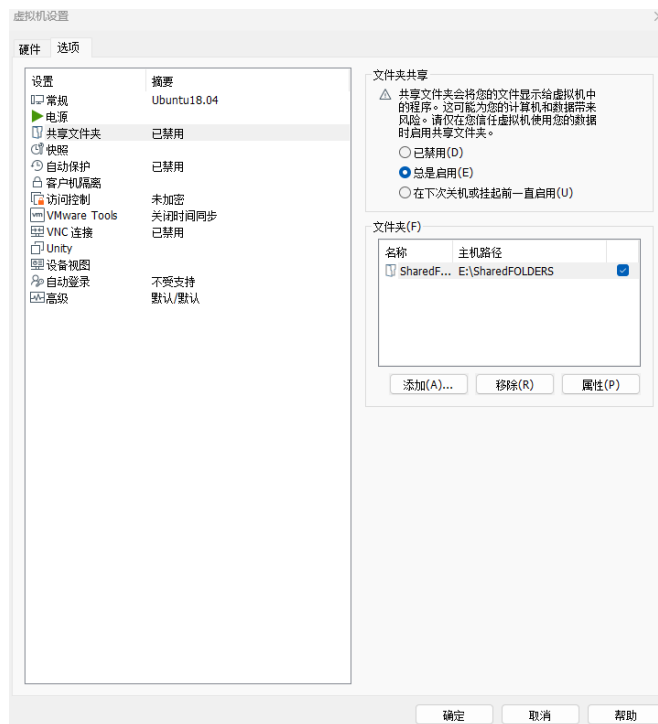 虚拟机设置
硬件 选项
设置 摘要
常规 Ubuntu18.04
电源
共享文件夹 已禁用
快照
自动保护 已禁用
客户机隔离
访问控制 未加密
VMware Tools 关闭时间同步
VNC 连接 已禁用
Unity
设备视图
自动登录 不受支持
高级 默认/默认
文件夹共享
共享文件夹会将您的文件显示给虚拟机中
的程序。这可能为您的计算机和数据带来
风险。请仅在您信任虚拟机使用您的数据
时启用共享文件夹。
已禁用(D)
总是启用(E)
在下次关机或挂起前一直启用(U)
文件夹(F)
名称 主机路径
SharedF... E:\SharedFOLDERS
添加(A)... 移除(R) 属性(P)
确定 取消 帮助